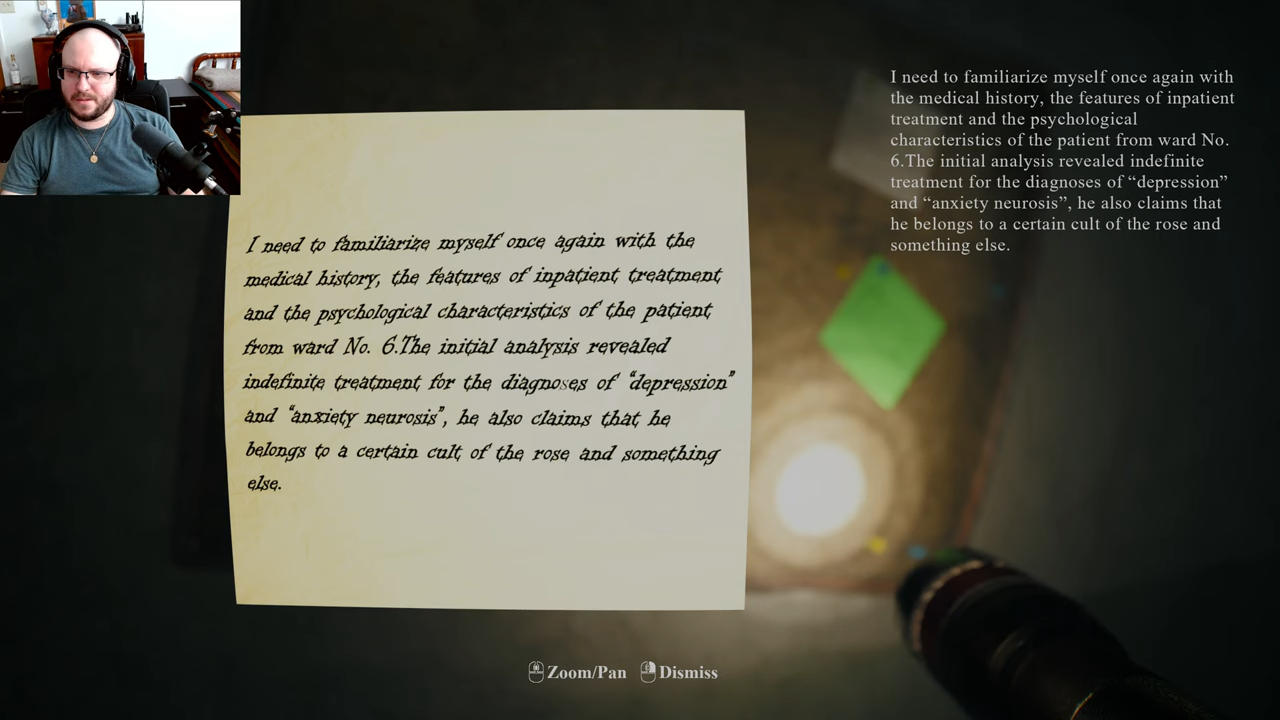 I need to familiarize myself once again with the
medical history, the features of inpatient treatment
and the psychological characteristics of the patient
from ward No. 6.The initial analysis revealed
indefinite treatment for the diagnoses of “depression”
and “anxiety neurosis”, he also claims that he
belongs to a certain cult of the rose and something
else.
I need to familiarize myself once again with
the medical history, the features of inpatient
treatment and the psychological
characteristics of the patient from ward No.
6.The initial analysis revealed indefinite
treatment for the diagnoses of “depression”
and “anxiety neurosis”, he also claims that
he belongs to a certain cult of the rose and
something else.
Zoom/Pan Dismiss